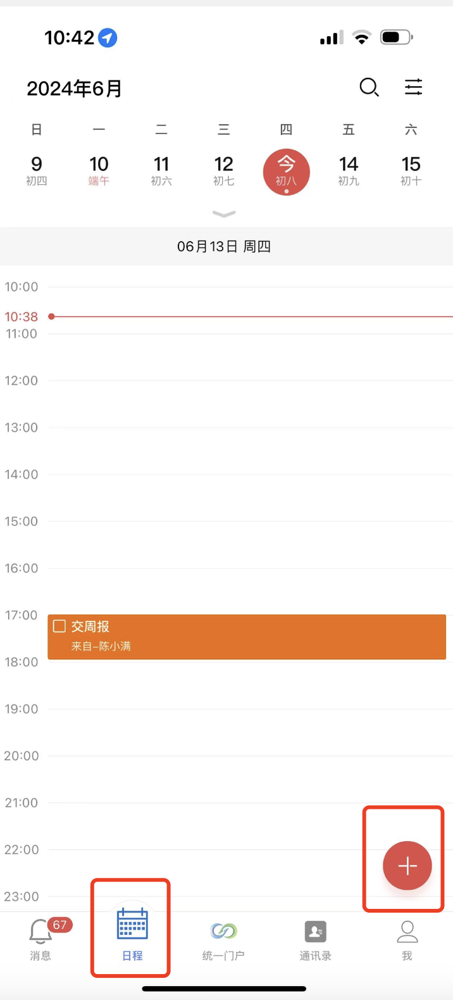 10:42
2024年6月
日 一 二 三 四 五 六
9 10 11 12 今 14 15
初四 端午 初六 初七 初八 初九 初十
06月13日 周四
10:00
10:38
11:00
12:00
13:00
14:00
15:00
16:00
17:00
交周报
来自-陈小满
18:00
19:00
20:00
21:00
22:00
23:00
67
消息 日程 统一门户 通讯录 我